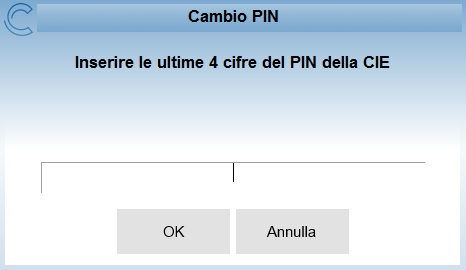 Cambio PIN
Inserire le ultime 4 cifre del PIN della CIE
OK
Annulla